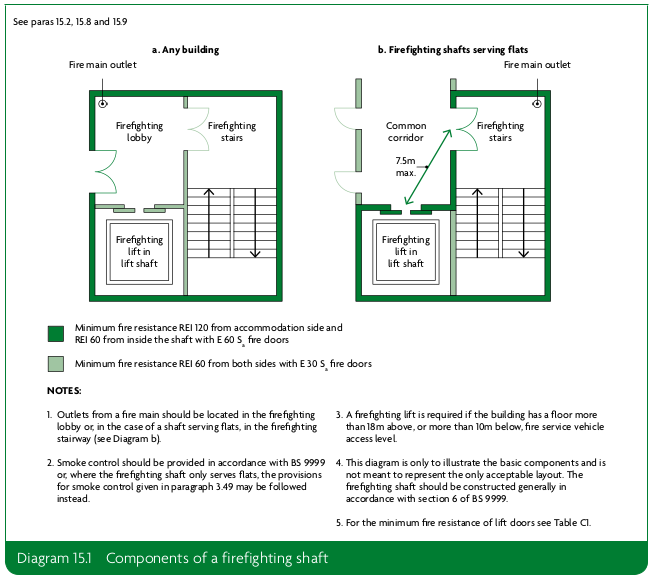 See paras 15.2, 15.8 and 15.9
a. Any building
Fire main outlet
Firefighting
lobby
Firefighting
stairs
Firefighting
lift in
lift shaft
b. Firefighting shafts serving flats
Fire main outlet
Common
corridor
Firefighting
stairs
7.5m
max.
Firefighting
lift in
lift shaft
Minimum fire resistance REI 120 from accommodation side and
REI 60 from inside the shaft with E 60 Sa fire doors
Minimum fire resistance REI 60 from both sides with E 30 Sa fire doors
NOTES:
1. Outlets from a fire main should be located in the firefighting
lobby or, in the case of a shaft serving flats, in the firefighting
stairway (see Diagram b).
2. Smoke control should be provided in accordance with BS 9999
or, where the firefighting shaft only serves flats, the provisions
for smoke control given in paragraph 3.49 may be followed
instead.
3. A firefighting lift is required if the building has a floor more
than 18m above, or more than 10m below, fire service vehicle
access level.
4. This diagram is only to illustrate the basic components and is
not meant to represent the only acceptable layout. The
firefighting shaft should be constructed generally in
accordance with section 6 of BS 9999.
5. For the minimum fire resistance of lift doors see Table C1.
Diagram 15.1 Components of a firefighting shaft